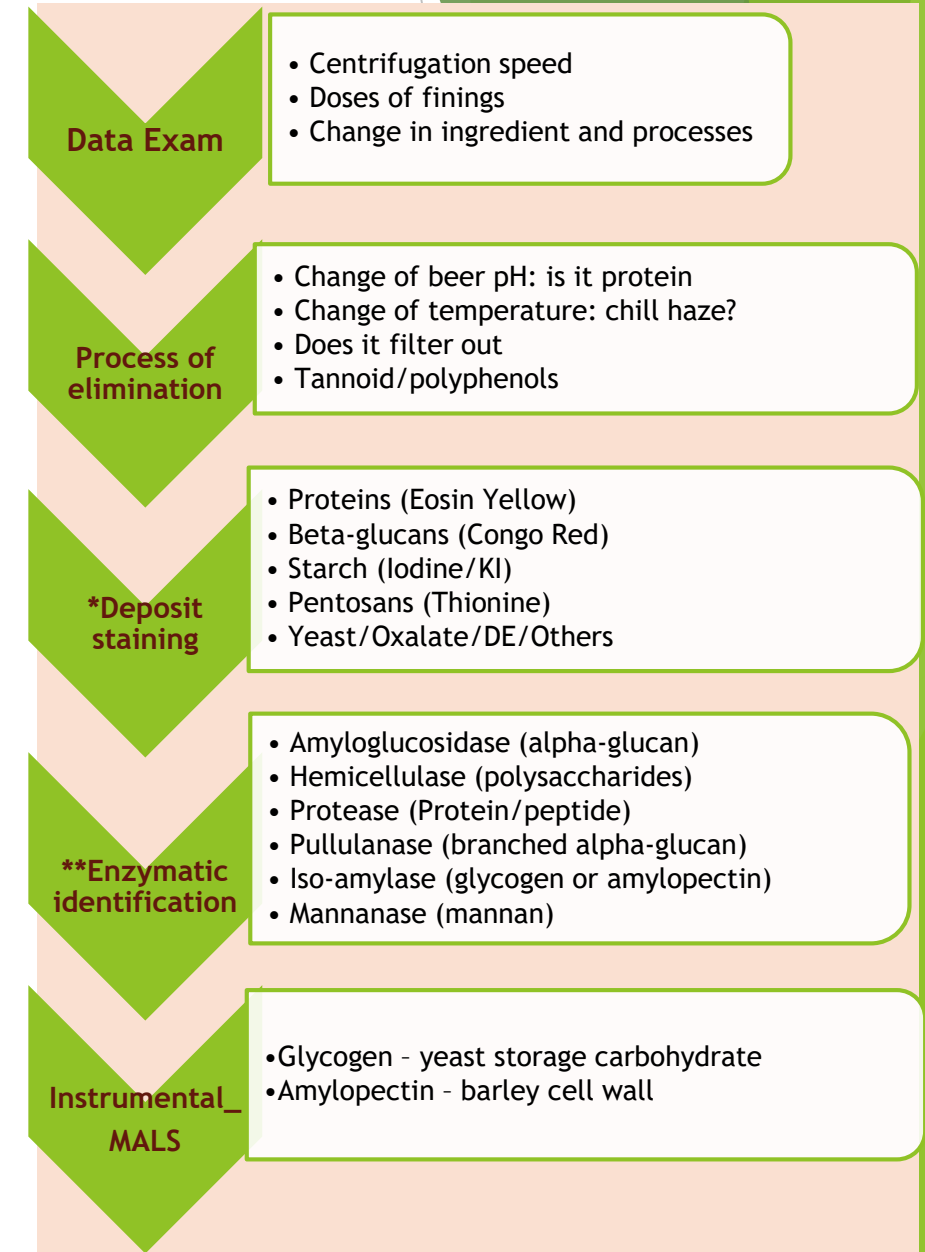 Data Exam
• Centrifugation speed
• Doses of finings
• Change in ingredient and processes
Process of
elimination
• Change of beer pH: is it protein
• Change of temperature: chill haze?
• Does it filter out
• Tannoid/polyphenols
*Deposit
staining
• Proteins (Eosin Yellow)
• Beta-glucans (Congo Red)
• Starch (Iodine/KI)
• Pentosans (Thionine)
• Yeast/Oxalate/DE/Others
**Enzymatic
identification
• Amyloglucosidase (alpha-glucan)
• Hemicellulase (polysaccharides)
• Protease (Protein/peptide)
• Pullulanase (branched alpha-glucan)
• Iso-amylase (glycogen or amylopectin)
• Mannanase (mannan)
Instrumental_
MALS
•Glycogen – yeast storage carbohydrate
•Amylopectin – barley cell wall